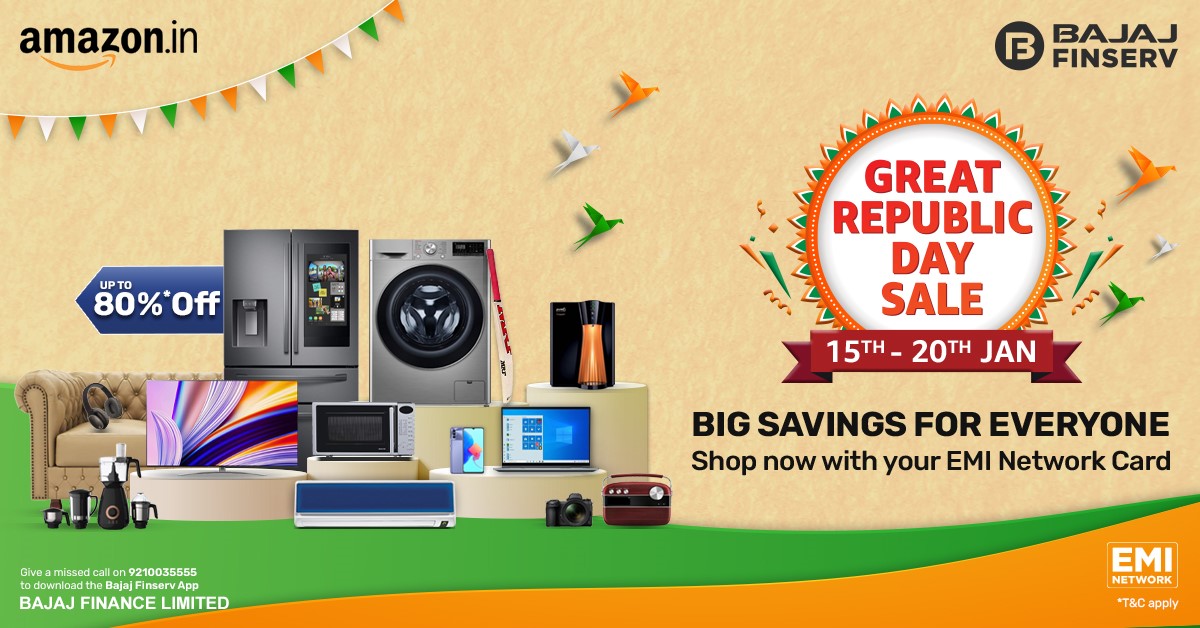 amazon.in
BAJAJ
FINSERV
GREAT
REPUBLIC
DAY
SALE
15TH - 20TH JAN
UP TO
80%*Off
BIG SAVINGS FOR EVERYONE
Shop now with your EMI Network Card
Give a missed call on 9210035555
to download the Bajaj Finserv App
BAJAJ FINANCE LIMITED
EMI
NETWORK
*T&C apply